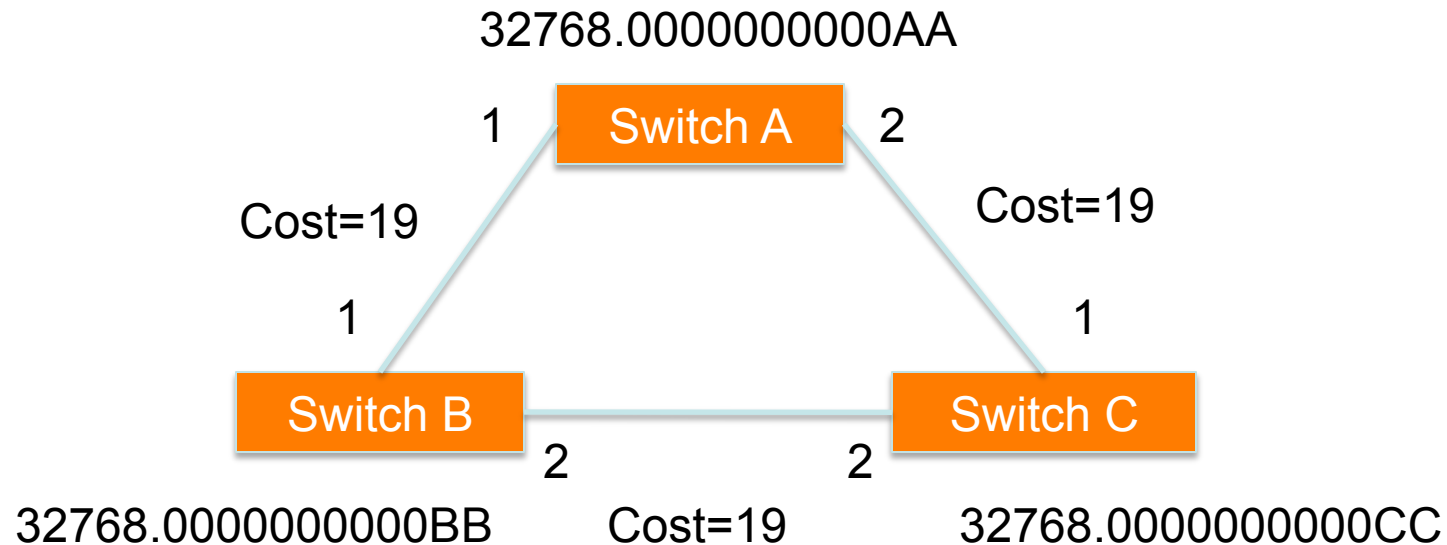 32768.0000000000AA
1
Switch A
2
Cost=19
Cost=19
1
1
Switch B
Switch C
2
2
32768.0000000000BB
Cost=19
32768.0000000000CC